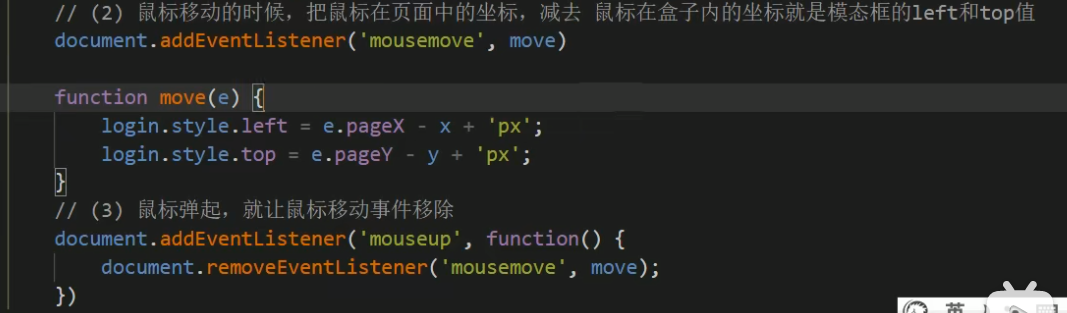 // (2) 鼠标移动的时候，把鼠标在页面中的坐标，减去 鼠标在盒子内的坐标就是模态框的left和top值
document.addEventListener('mousemove', move)
function move(e) {
login.style.left = e.pageX - x + 'px';
login.style.top = e.pageY - y + 'px';
}
// (3) 鼠标弹起，就让鼠标移动事件移除
document.addEventListener('mouseup', function() {
document.removeEventListener('mousemove', move);
})
英